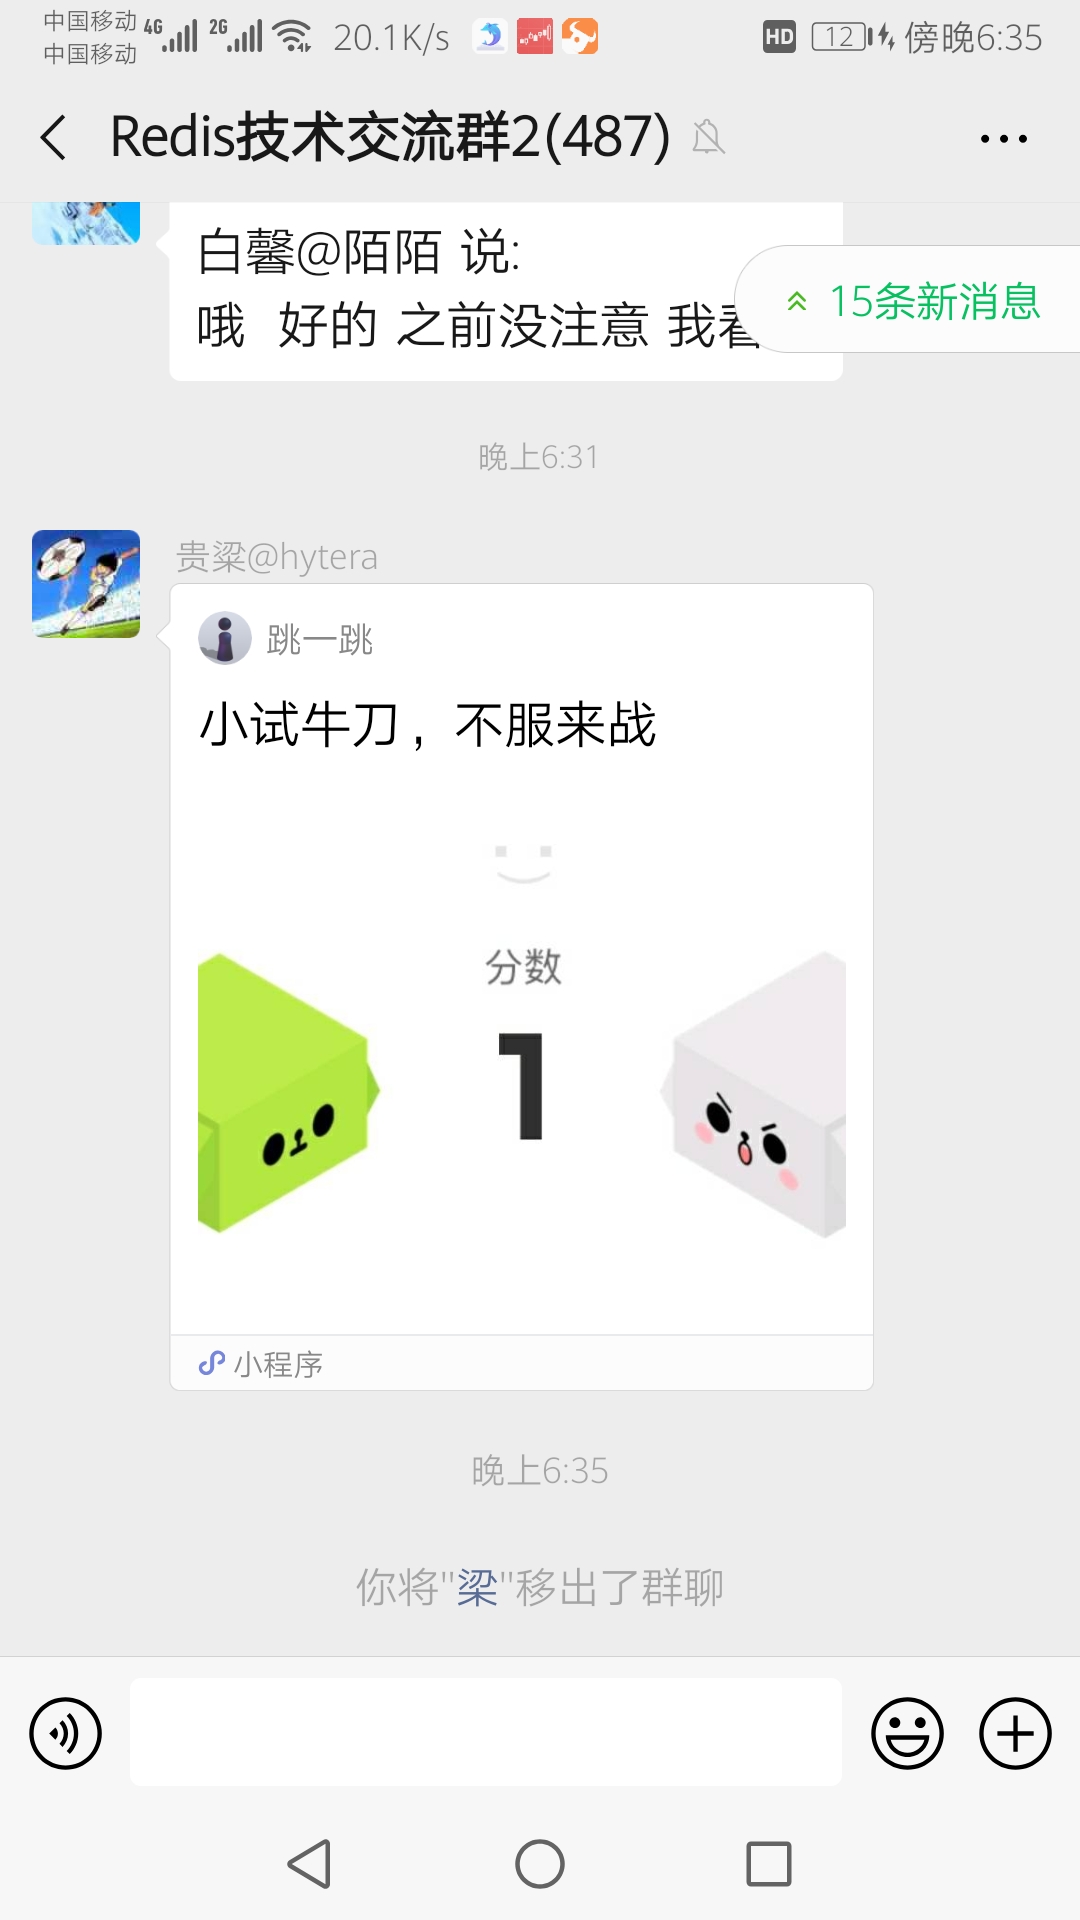 中国移动 4G 2G 20.1K/s HD 12 傍晚6:35
中国移动
Redis技术交流群2(487)
白馨@陌陌 说:
哦 好的 之前没注意 我看
15条新消息
晚上6:31
贵粱@hytera
跳一跳
小试牛刀，不服来战
分数
1
小程序
晚上6:35
你将"梁"移出了群聊